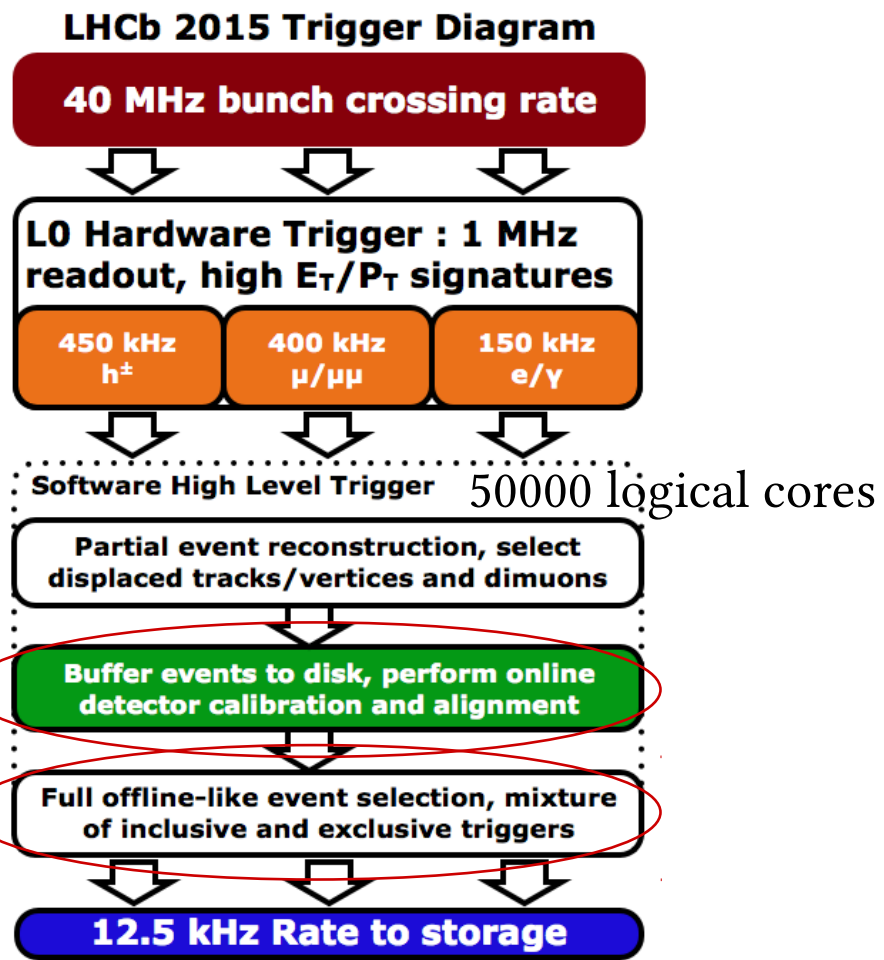 LHCb 2015 Trigger Diagram
40 MHz bunch crossing rate
L0 Hardware Trigger : 1 MHz
readout, high E_T/P_T signatures
450 kHz
h±
400 kHz
μ/μμ
150 kHz
e/γ
Software High Level Trigger
50000 logical cores
Partial event reconstruction, select
displaced tracks/vertices and dimuons
Buffer events to disk, perform online
detector calibration and alignment
Full offline-like event selection, mixture
of inclusive and exclusive triggers
12.5 kHz Rate to storage